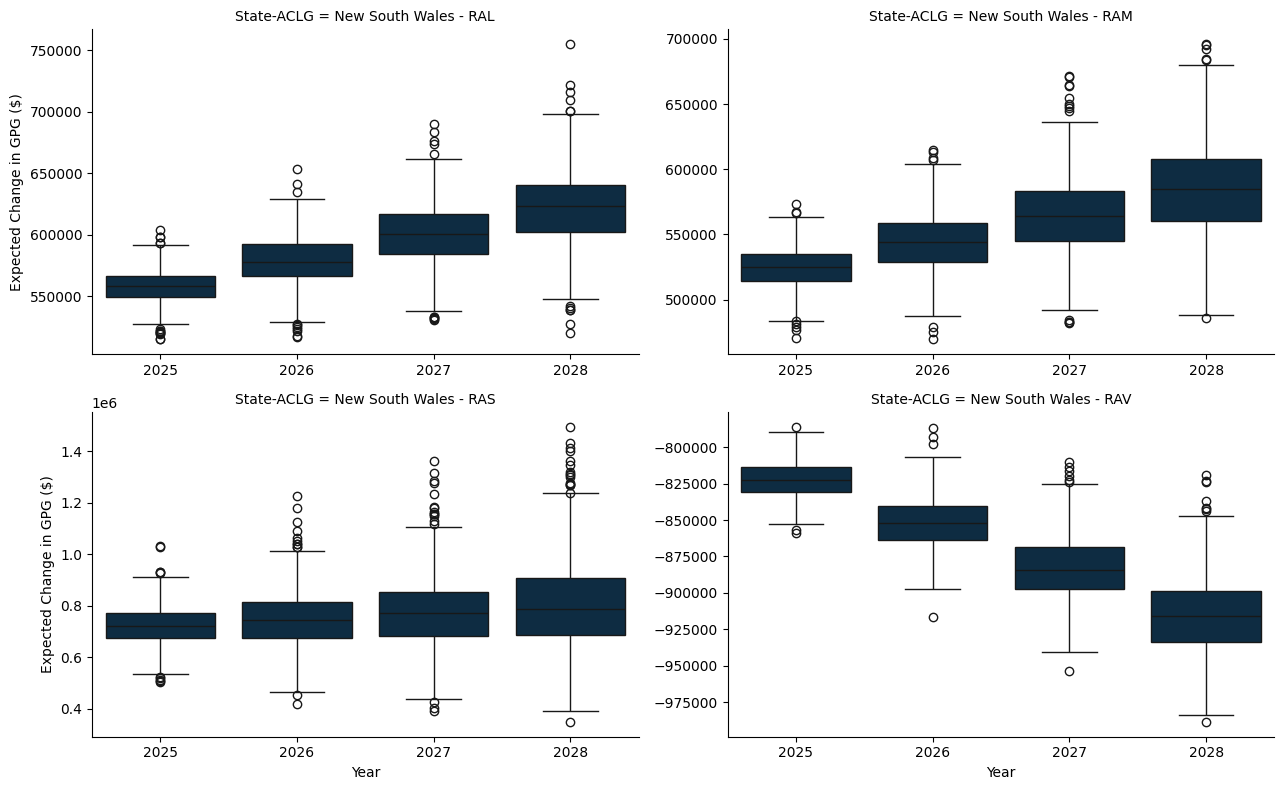 State-ACLG = New South Wales - RAL
Expected Change in GPG ($)
750000
700000
650000
600000
550000
2025 2026 2027 2028
State-ACLG = New South Wales - RAM
700000
650000
600000
550000
500000
2025 2026 2027 2028
State-ACLG = New South Wales - RAS
1e6
Expected Change in GPG ($)
1.4
1.2
1.0
0.8
0.6
0.4
2025 2026 2027 2028
Year
State-ACLG = New South Wales - RAV
−800000
−825000
−850000
−875000
−900000
−925000
−950000
−975000
2025 2026 2027 2028
Year